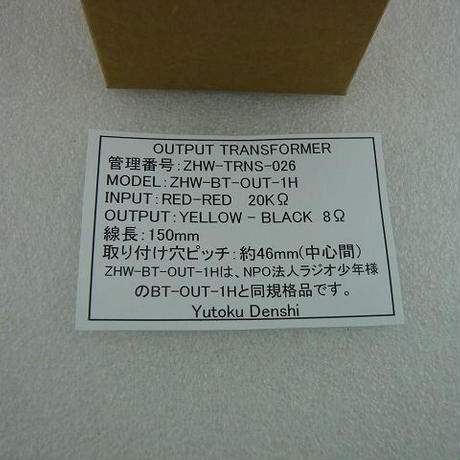 OUTPUT TRANSFORMER
管理番号:ZHW-TRNS-026
MODEL:ZHW-BT-OUT-1H
INPUT:RED-RED 20KΩ
OUTPUT:YELLOW - BLACK 8Ω
線長:150mm
取り付け穴ピッチ:約46mm(中心間)
ZHW-BT-OUT-1Hは、NPO法人ラジオ少年様
のBT-OUT-1Hと同規格品です。
Yutoku Denshi